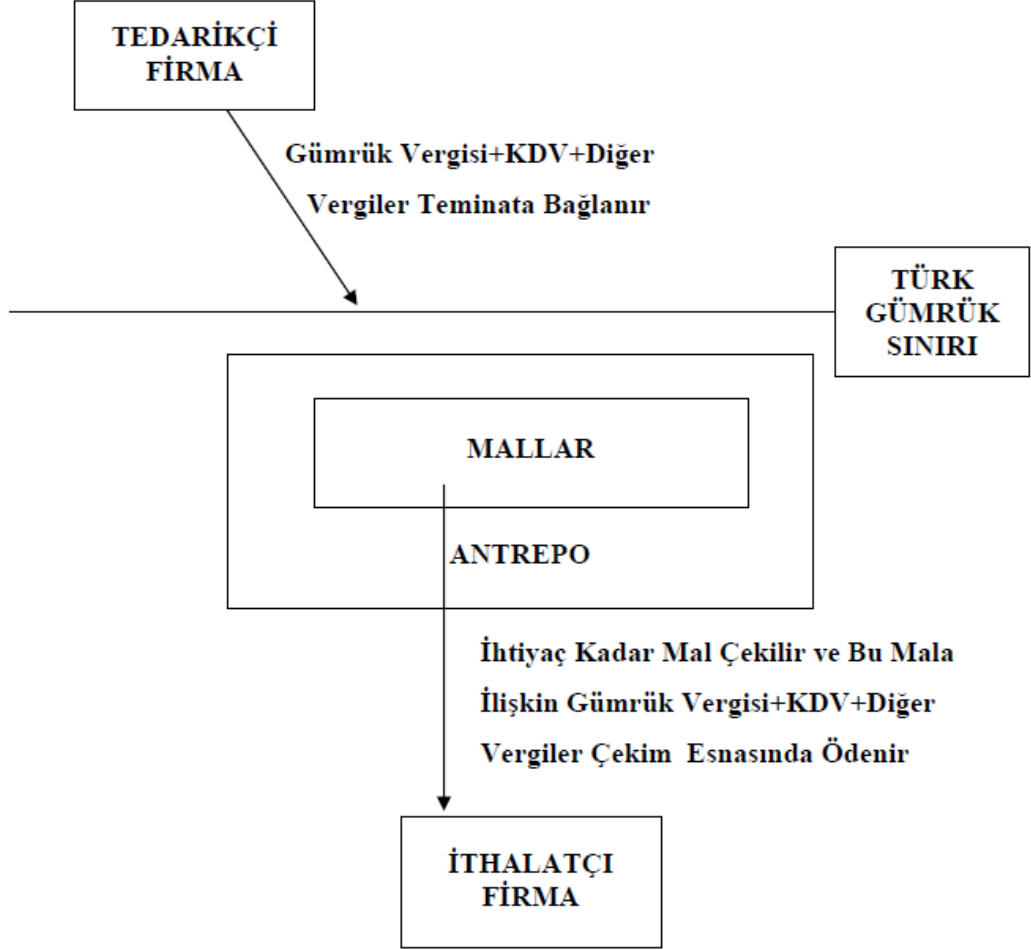 TEDARİKÇİ
FİRMA
Gümrük Vergisi+KDV+Diğer
Vergiler Teminata Bağlanır
TÜRK
GÜMRÜK
SINIRI
MALLAR
ANTREPO
İhtiyaç Kadar Mal Çekilir ve Bu Mala
İlişkin Gümrük Vergisi+KDV+Diğer
Vergiler Çekim Esnasında Ödenir
İTHALATÇI
FİRMA